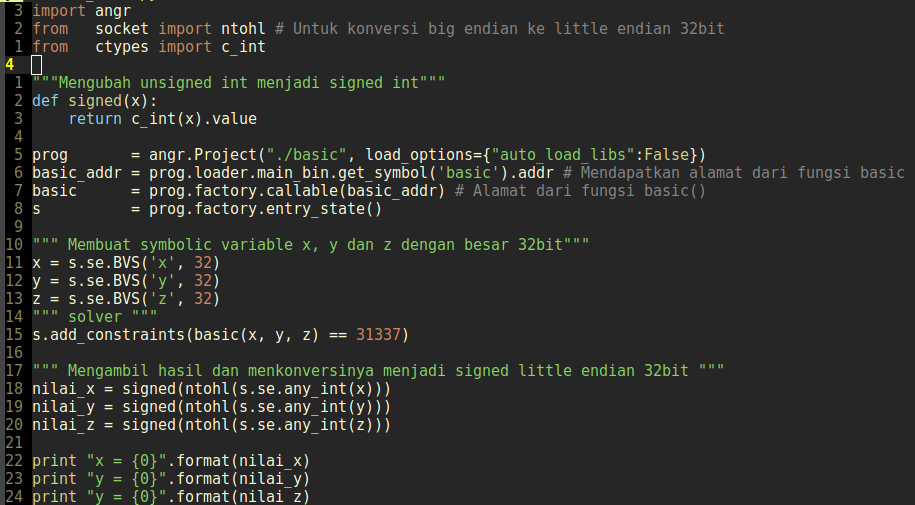 3 import angr
2 from   socket import ntohl # Untuk konversi big endian ke little endian 32bit
1 from   ctypes import c_int
4
1 """Mengubah unsigned int menjadi signed int"""
2 def signed(x):
3     return c_int(x).value
4
5 prog       = angr.Project("./basic", load_options={"auto_load_libs":False})
6 basic_addr = prog.loader.main_bin.get_symbol('basic').addr # Mendapatkan alamat dari fungsi basic
7 basic      = prog.factory.callable(basic_addr) # Alamat dari fungsi basic()
8 s          = prog.factory.entry_state()
9
10 """ Membuat symbolic variable x, y dan z dengan besar 32bit"""
11 x = s.se.BVS('x', 32)
12 y = s.se.BVS('y', 32)
13 z = s.se.BVS('z', 32)
14 """ solver """
15 s.add_constraints(basic(x, y, z) == 31337)
16
17 """ Mengambil hasil dan menkonversinya menjadi signed little endian 32bit """
18 nilai_x = signed(ntohl(s.se.any_int(x)))
19 nilai_y = signed(ntohl(s.se.any_int(y)))
20 nilai_z = signed(ntohl(s.se.any_int(z)))
21
22 print "x = {0}".format(nilai_x)
23 print "y = {0}".format(nilai_y)
24 print "y = {0}".format(nilai_z)